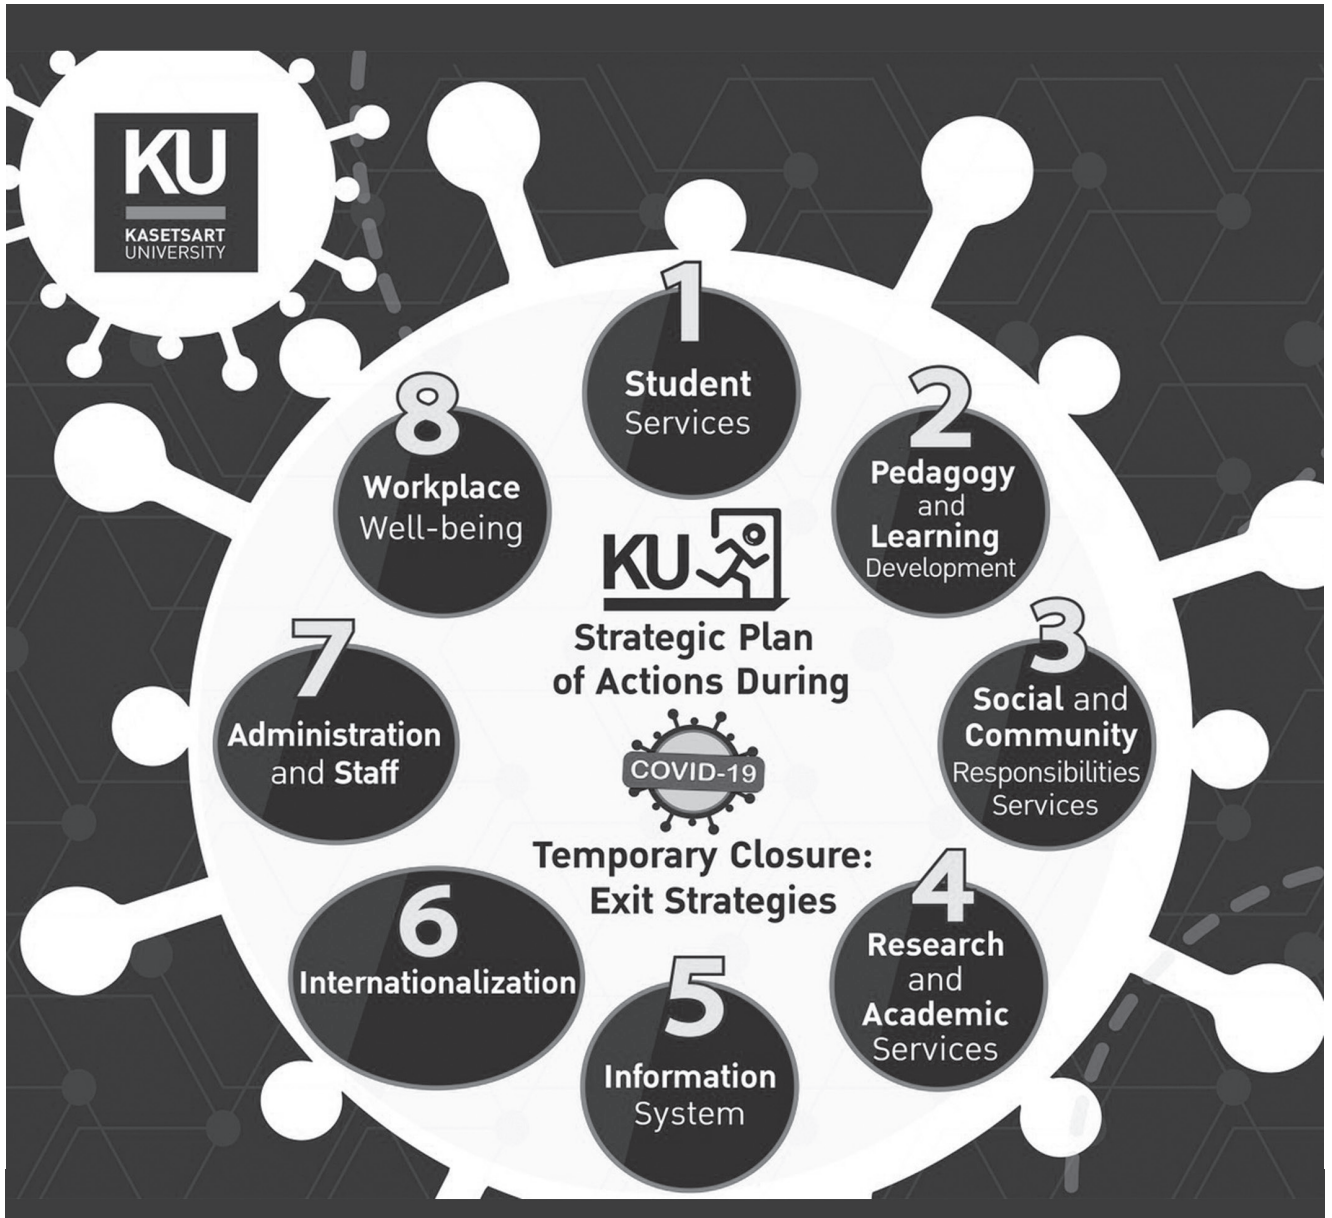 KU
KASETSART
UNIVERSITY
1
Student
Services
2
Pedagogy
and
Learning
Development
3
Social and
Community
Responsibilities
Services
4
Research
and
Academic
Services
5
Information
System
6
Internationalization
7
Administration
and Staff
8
Workplace
Well-being
KU
Strategic Plan
of Actions During
COVID-19
Temporary Closure:
Exit Strategies